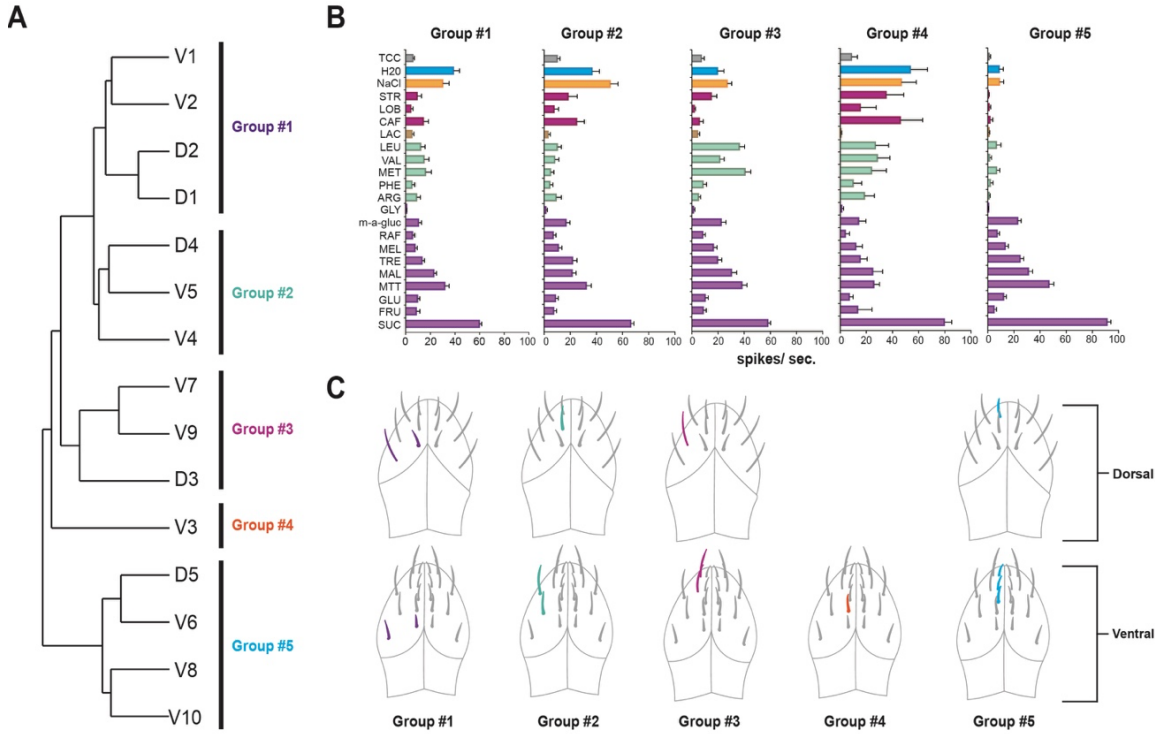 A
V1
V2
D2
D1
D4
V5
V4
V7
V9
D3
V3
D5
V6
V8
V10
Group #1
Group #2
Group #3
Group #4
Group #5
B
Group #1
Group #2
Group #3
Group #4
Group #5
TCC
H20
NaCl
STR
LOB
CAF
LAC
LEU
VAL
MET
PHE
ARG
GLY
m-a-gluc
RAF
MEL
TRE
MAL
MTT
GLU
FRU
SUC
0 20 40 60 80 100
0 20 40 60 80 100
0 20 40 60 80 100
0 20 40 60 80 100
0 20 40 60 80 100
spikes/ sec.
C
Dorsal
Ventral
Group #1
Group #2
Group #3
Group #4
Group #5